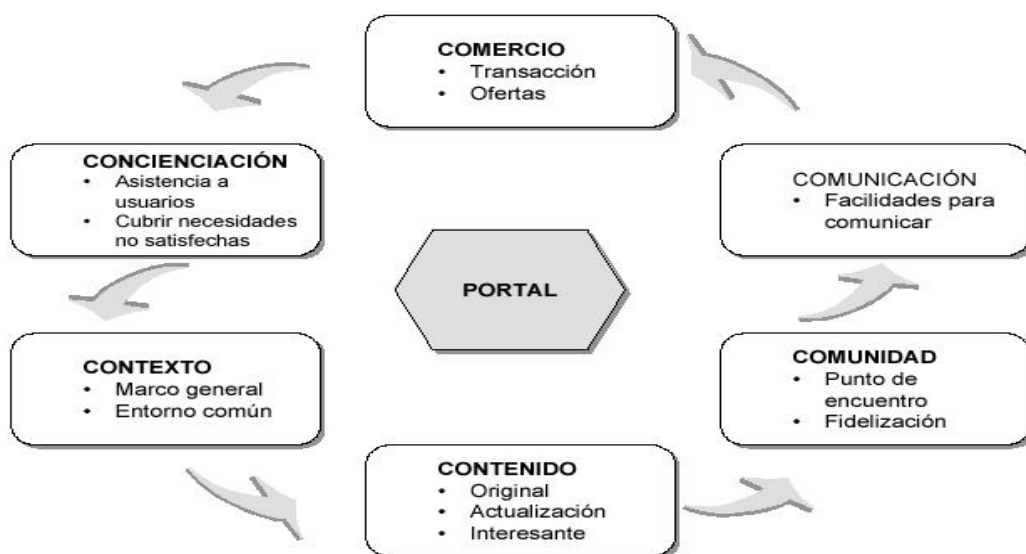 COMERCIO
• Transacción
• Ofertas
CONCIENCIACIÓN
• Asistencia a
usuarios
• Cubrir necesidades
no satisfechas
COMUNICACIÓN
• Facilidades para
comunicar
PORTAL
CONTEXTO
• Marco general
• Entorno común
COMUNIDAD
• Punto de
encuentro
• Fidelización
CONTENIDO
• Original
• Actualización
• Interesante